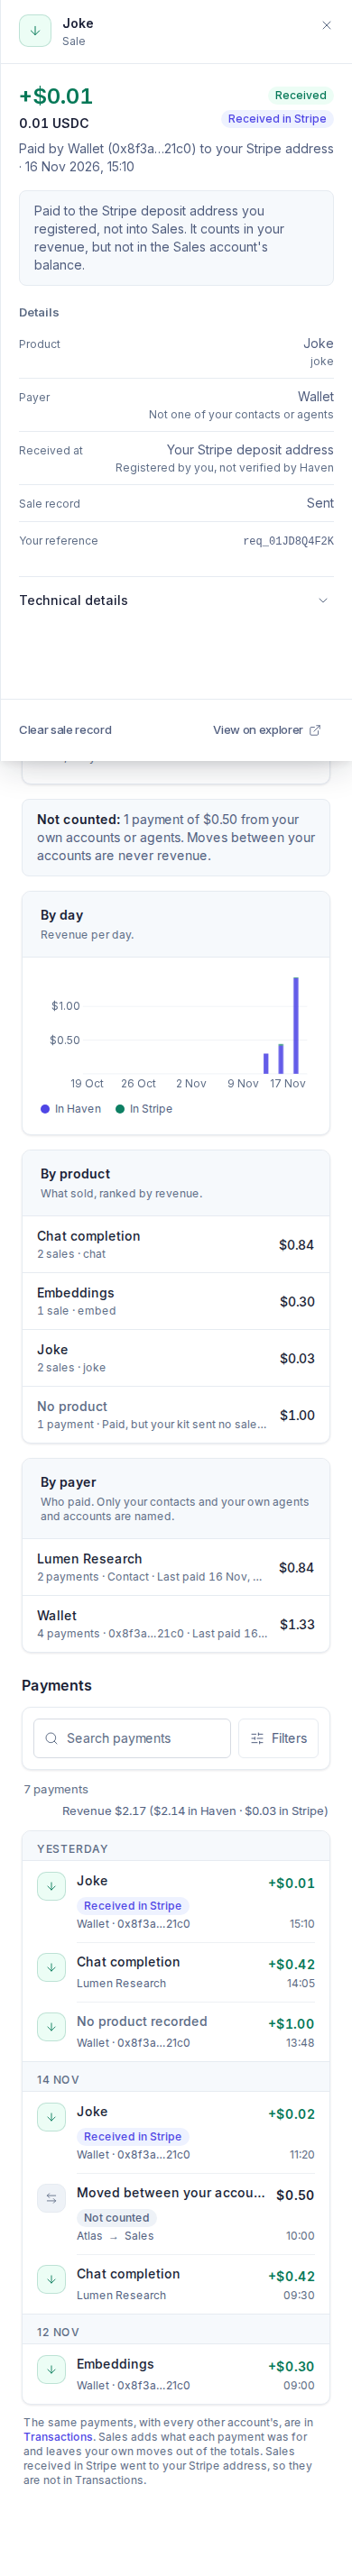 Joke
Sale
+$0.01
Received
0.01 USDC
Received in Stripe
Paid by Wallet (0x8f3a…21c0) to your Stripe address
· 16 Nov 2026, 15:10
Paid to the Stripe deposit address you
registered, not into Sales. It counts in your
revenue, but not in the Sales account's
balance.
Details
Product
Joke
joke
Payer
Wallet
Not one of your contacts or agents
Received at
Your Stripe deposit address
Registered by you, not verified by Haven
Sale record
Sent
Your reference
req_01JD8Q4F2K
Technical details
Clear sale record
View on explorer
Not counted: 1 payment of $0.50 from your
own accounts or agents. Moves between your
accounts are never revenue.
By day
Revenue per day.
$1.00
$0.50
19 Oct 26 Oct 2 Nov 9 Nov 17 Nov
In Haven In Stripe
By product
What sold, ranked by revenue.
Chat completion
$0.84
2 sales · chat
Embeddings
$0.30
1 sale · embed
Joke
$0.03
2 sales · joke
No product
$1.00
1 payment · Paid, but your kit sent no sale…
By payer
Who paid. Only your contacts and your own agents
and accounts are named.
Lumen Research
$0.84
2 payments · Contact · Last paid 16 Nov, …
Wallet
$1.33
4 payments · 0x8f3a…21c0 · Last paid 16…
Payments
Search payments
Filters
7 payments
Revenue $2.17 ($2.14 in Haven · $0.03 in Stripe)
YESTERDAY
Joke
+$0.01
Received in Stripe
Wallet · 0x8f3a…21c0
15:10
Chat completion
+$0.42
Lumen Research
14:05
No product recorded
+$1.00
Wallet · 0x8f3a…21c0
13:48
14 NOV
Joke
+$0.02
Received in Stripe
Wallet · 0x8f3a…21c0
11:20
Moved between your accou…
$0.50
Not counted
Atlas → Sales
10:00
Chat completion
+$0.42
Lumen Research
09:30
12 NOV
Embeddings
+$0.30
Wallet · 0x8f3a…21c0
09:00
The same payments, with every other account's, are in
Transactions. Sales adds what each payment was for
and leaves your own moves out of the totals. Sales
received in Stripe went to your Stripe address, so they
are not in Transactions.